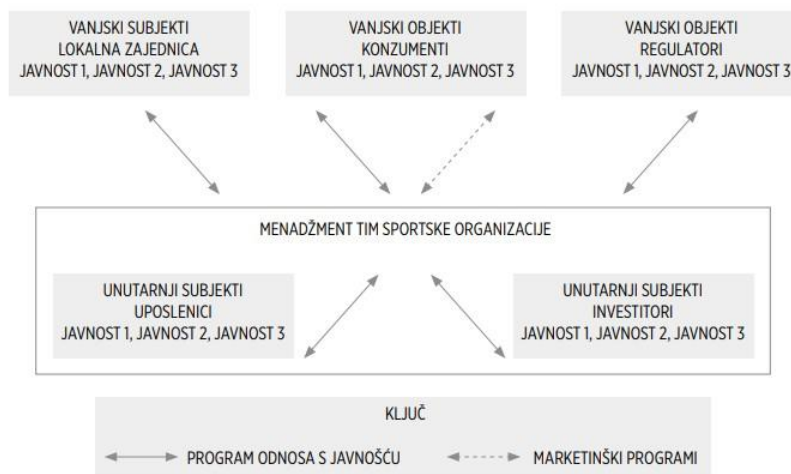 VANJSKI SUBJEKTI
LOKALNA ZAJEDNICA
JAVNOST 1, JAVNOST 2, JAVNOST 3
VANJSKI OBJEKTI
KONZUMENTI
JAVNOST 1, JAVNOST 2, JAVNOST 3
VANJSKI OBJEKTI
REGULATORI
JAVNOST 1, JAVNOST 2, JAVNOST 3
MENADŽMENT TIM SPORTSKE ORGANIZACIJE
UNUTARNJI SUBJEKTI
UPOSLENICI
JAVNOST 1, JAVNOST 2, JAVNOST 3
UNUTARNJI SUBJEKTI
INVESTITORI
JAVNOST 1, JAVNOST 2, JAVNOST 3
KLJUČ
PROGRAM ODNOSA S JAVNOŠĆU
MARKETINŠKI PROGRAMI